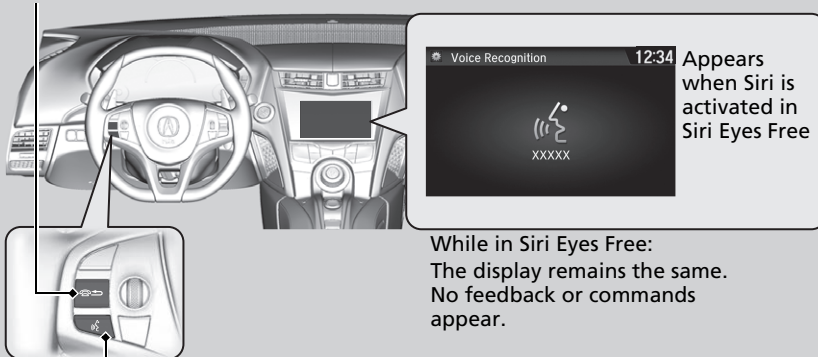 Voice Recognition
12:34
XXXXX
Appears
when Siri is
activated in
Siri Eyes Free
While in Siri Eyes Free:
The display remains the same.
No feedback or commands
appear.